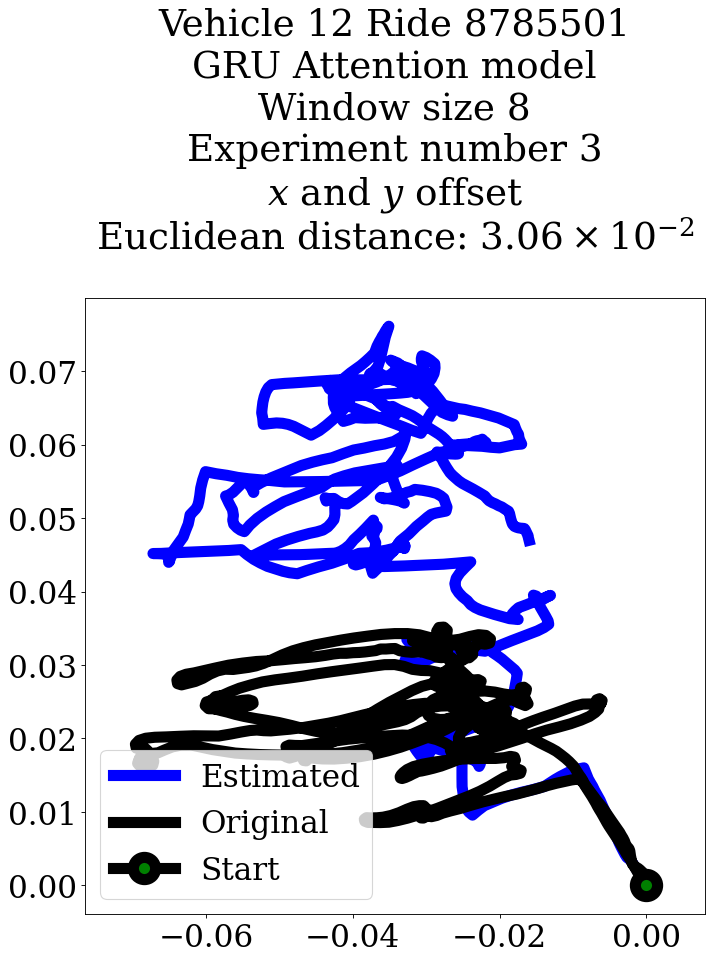 Vehicle 12 Ride 8785501
GRU Attention model
Window size 8
Experiment number 3
x and y offset
Euclidean distance: 3.06 × 10⁻²
0.07
0.06
0.05
0.04
0.03
0.02
0.01
0.00
Estimated
Original
Start
−0.06 −0.04 −0.02 0.00